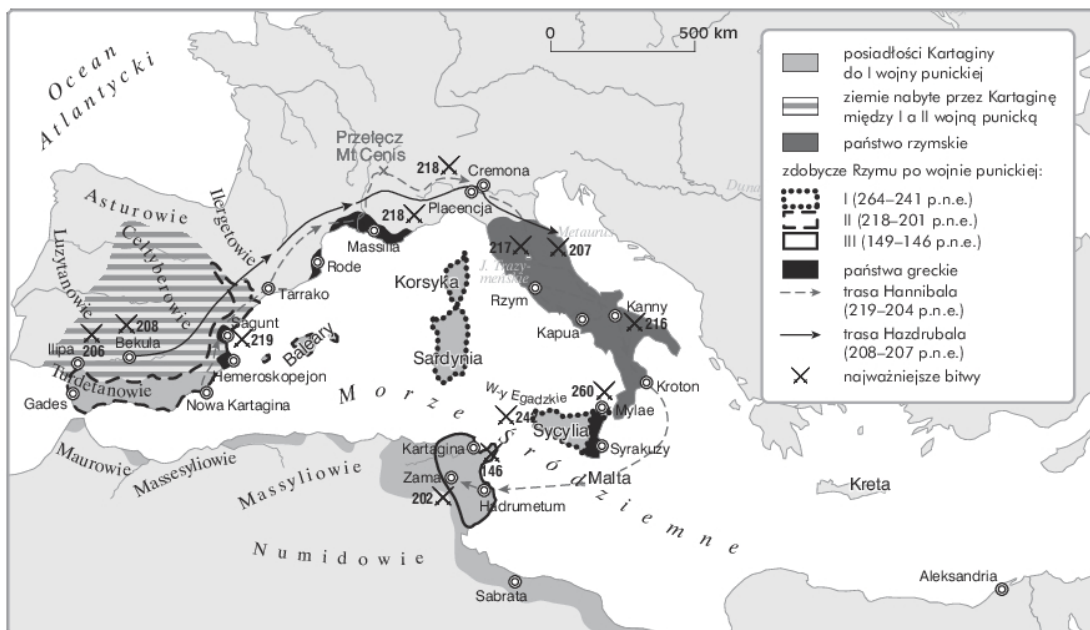 0 500 km
posiadłości Kartaginy
do I wojny punickiej
ziemie nabyte przez Kartaginę
między I a II wojną punicką
państwo rzymskie
zdobycze Rzymu po wojnie punickiej:
I (264–241 p.n.e.)
II (218–201 p.n.e.)
III (149–146 p.n.e.)
państwa greckie
trasa Hannibala
(219–204 p.n.e.)
trasa Hazdrubala
(208–207 p.n.e.)
najważniejsze bitwy
Ocean
Atlantycki
Przełęcz
Mt Cenis
218
Cremona
218
Placencja
Massilia
Rode
Tarrako
Asturowie
Ilergetowie
Luzytanowie
Celtyberowie
208
Bekula
206
Ilipa
Sagunt
219
Hemeroskopejon
Turdetanowie
Gades
Nowa Kartagina
Baleary
Korsyka
Sardynia
217
J. Trazy-
meńskie
Metaurus
207
Rzym
Kanny
216
Kapua
Kroton
260
Mylae
W-y Egadzkie
Sycylia
Syrakuzy
Morze Śródziemne
Kartagina
146
Zama
202
Hadrumetum
Malta
Maurowie
Massesyliowie
Massyliowie
Numidowie
Sabrata
Kreta
Aleksandria